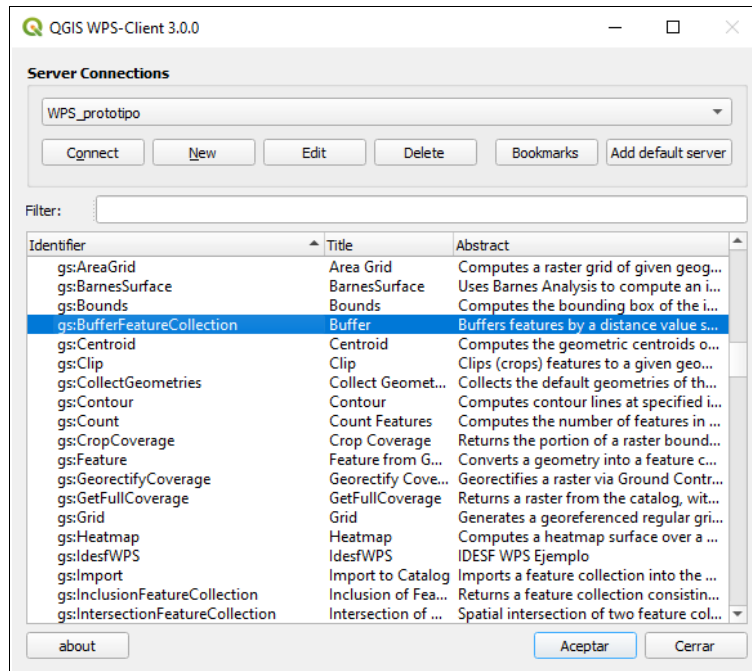 QGIS WPS-Client 3.0.0
Server Connections
WPS_prototipo
Connect New Edit Delete Bookmarks Add default server
Filter:
Identifier Title Abstract
gs:AreaGrid Area Grid Computes a raster grid of given geog...
gs:BarnesSurface BarnesSurface Uses Barnes Analysis to compute an i...
gs:Bounds Bounds Computes the bounding box of the i...
gs:BufferFeatureCollection Buffer Buffers features by a distance value s...
gs:Centroid Centroid Computes the geometric centroids o...
gs:Clip Clip Clips (crops) features to a given geo...
gs:CollectGeometries Collect Geomet... Collects the default geometries of th...
gs:Contour Contour Computes contour lines at specified i...
gs:Count Count Features Computes the number of features in ...
gs:CropCoverage Crop Coverage Returns the portion of a raster bound...
gs:Feature Feature from G... Converts a geometry into a feature c...
gs:GeorectifyCoverage Georectify Cove... Georectifies a raster via Ground Contr...
gs:GetFullCoverage GetFullCoverage Returns a raster from the catalog, wit...
gs:Grid Grid Generates a georeferenced regular gri...
gs:Heatmap Heatmap Computes a heatmap surface over a ...
gs:IdesfWPS IdesfWPS IDESF WPS Ejemplo
gs:Import Import to Catalog Imports a feature collection into the ...
gs:InclusionFeatureCollection Inclusion of Fea... Returns a feature collection consistin...
gs:IntersectionFeatureCollection Intersection of ... Spatial intersection of two feature col...
about Aceptar Cerrar